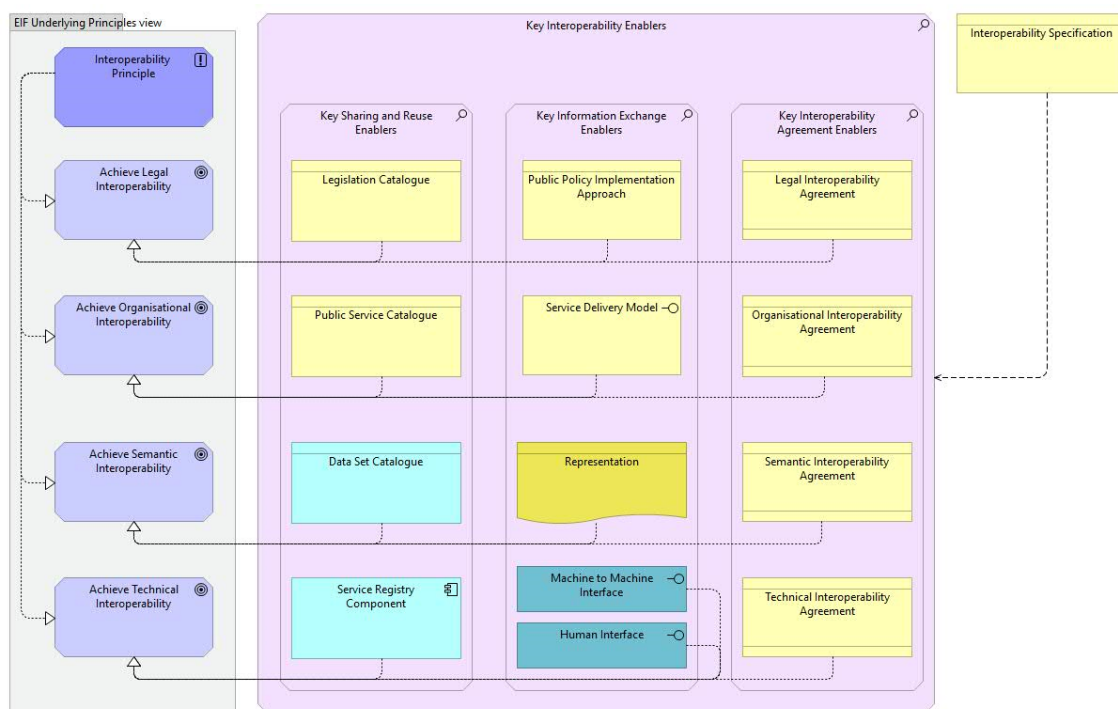 EIF Underlying Principles view
Key Interoperability Enablers
Interoperability Specification
Interoperability
Principle
Key Sharing and Reuse
Enablers
Key Information Exchange
Enablers
Key Interoperability
Agreement Enablers
Achieve Legal
Interoperability
Legislation Catalogue
Public Policy Implementation
Approach
Legal Interoperability
Agreement
Achieve Organisational
Interoperability
Public Service Catalogue
Service Delivery Model
Organisational Interoperability
Agreement
Achieve Semantic
Interoperability
Data Set Catalogue
Representation
Semantic Interoperability
Agreement
Achieve Technical
Interoperability
Service Registry
Component
Machine to Machine
Interface
Human Interface
Technical Interoperability
Agreement